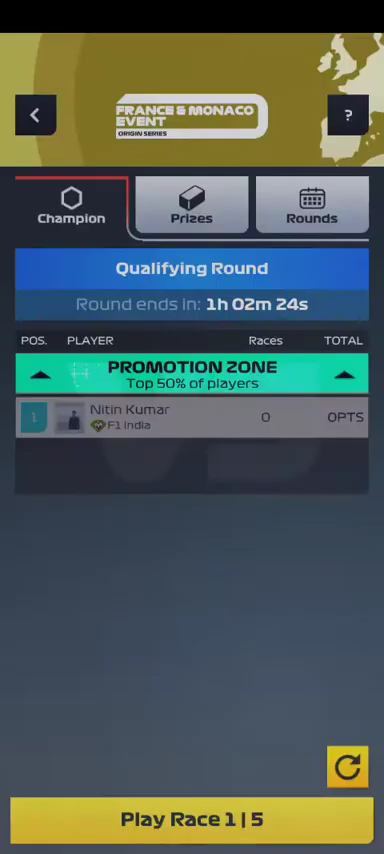 FRANCE & MONACO
EVENT
ORIGIN SERIES
?
Champion
Prizes
Rounds
Qualifying Round
Round ends in: 1h 02m 24s
POS. PLAYER Races TOTAL
PROMOTION ZONE
Top 50% of players
1 Nitin Kumar 0 0PTS
F1 india
Play Race 1 | 5